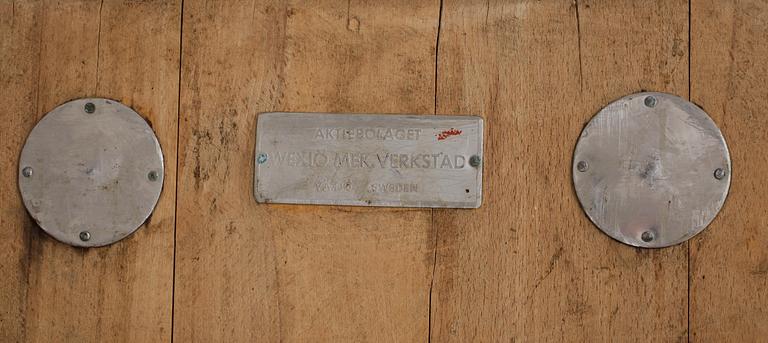 AKTIEBOLAGET
WEXIÖ MEK. VERKSTAD
VÄXJÖ SWEDEN